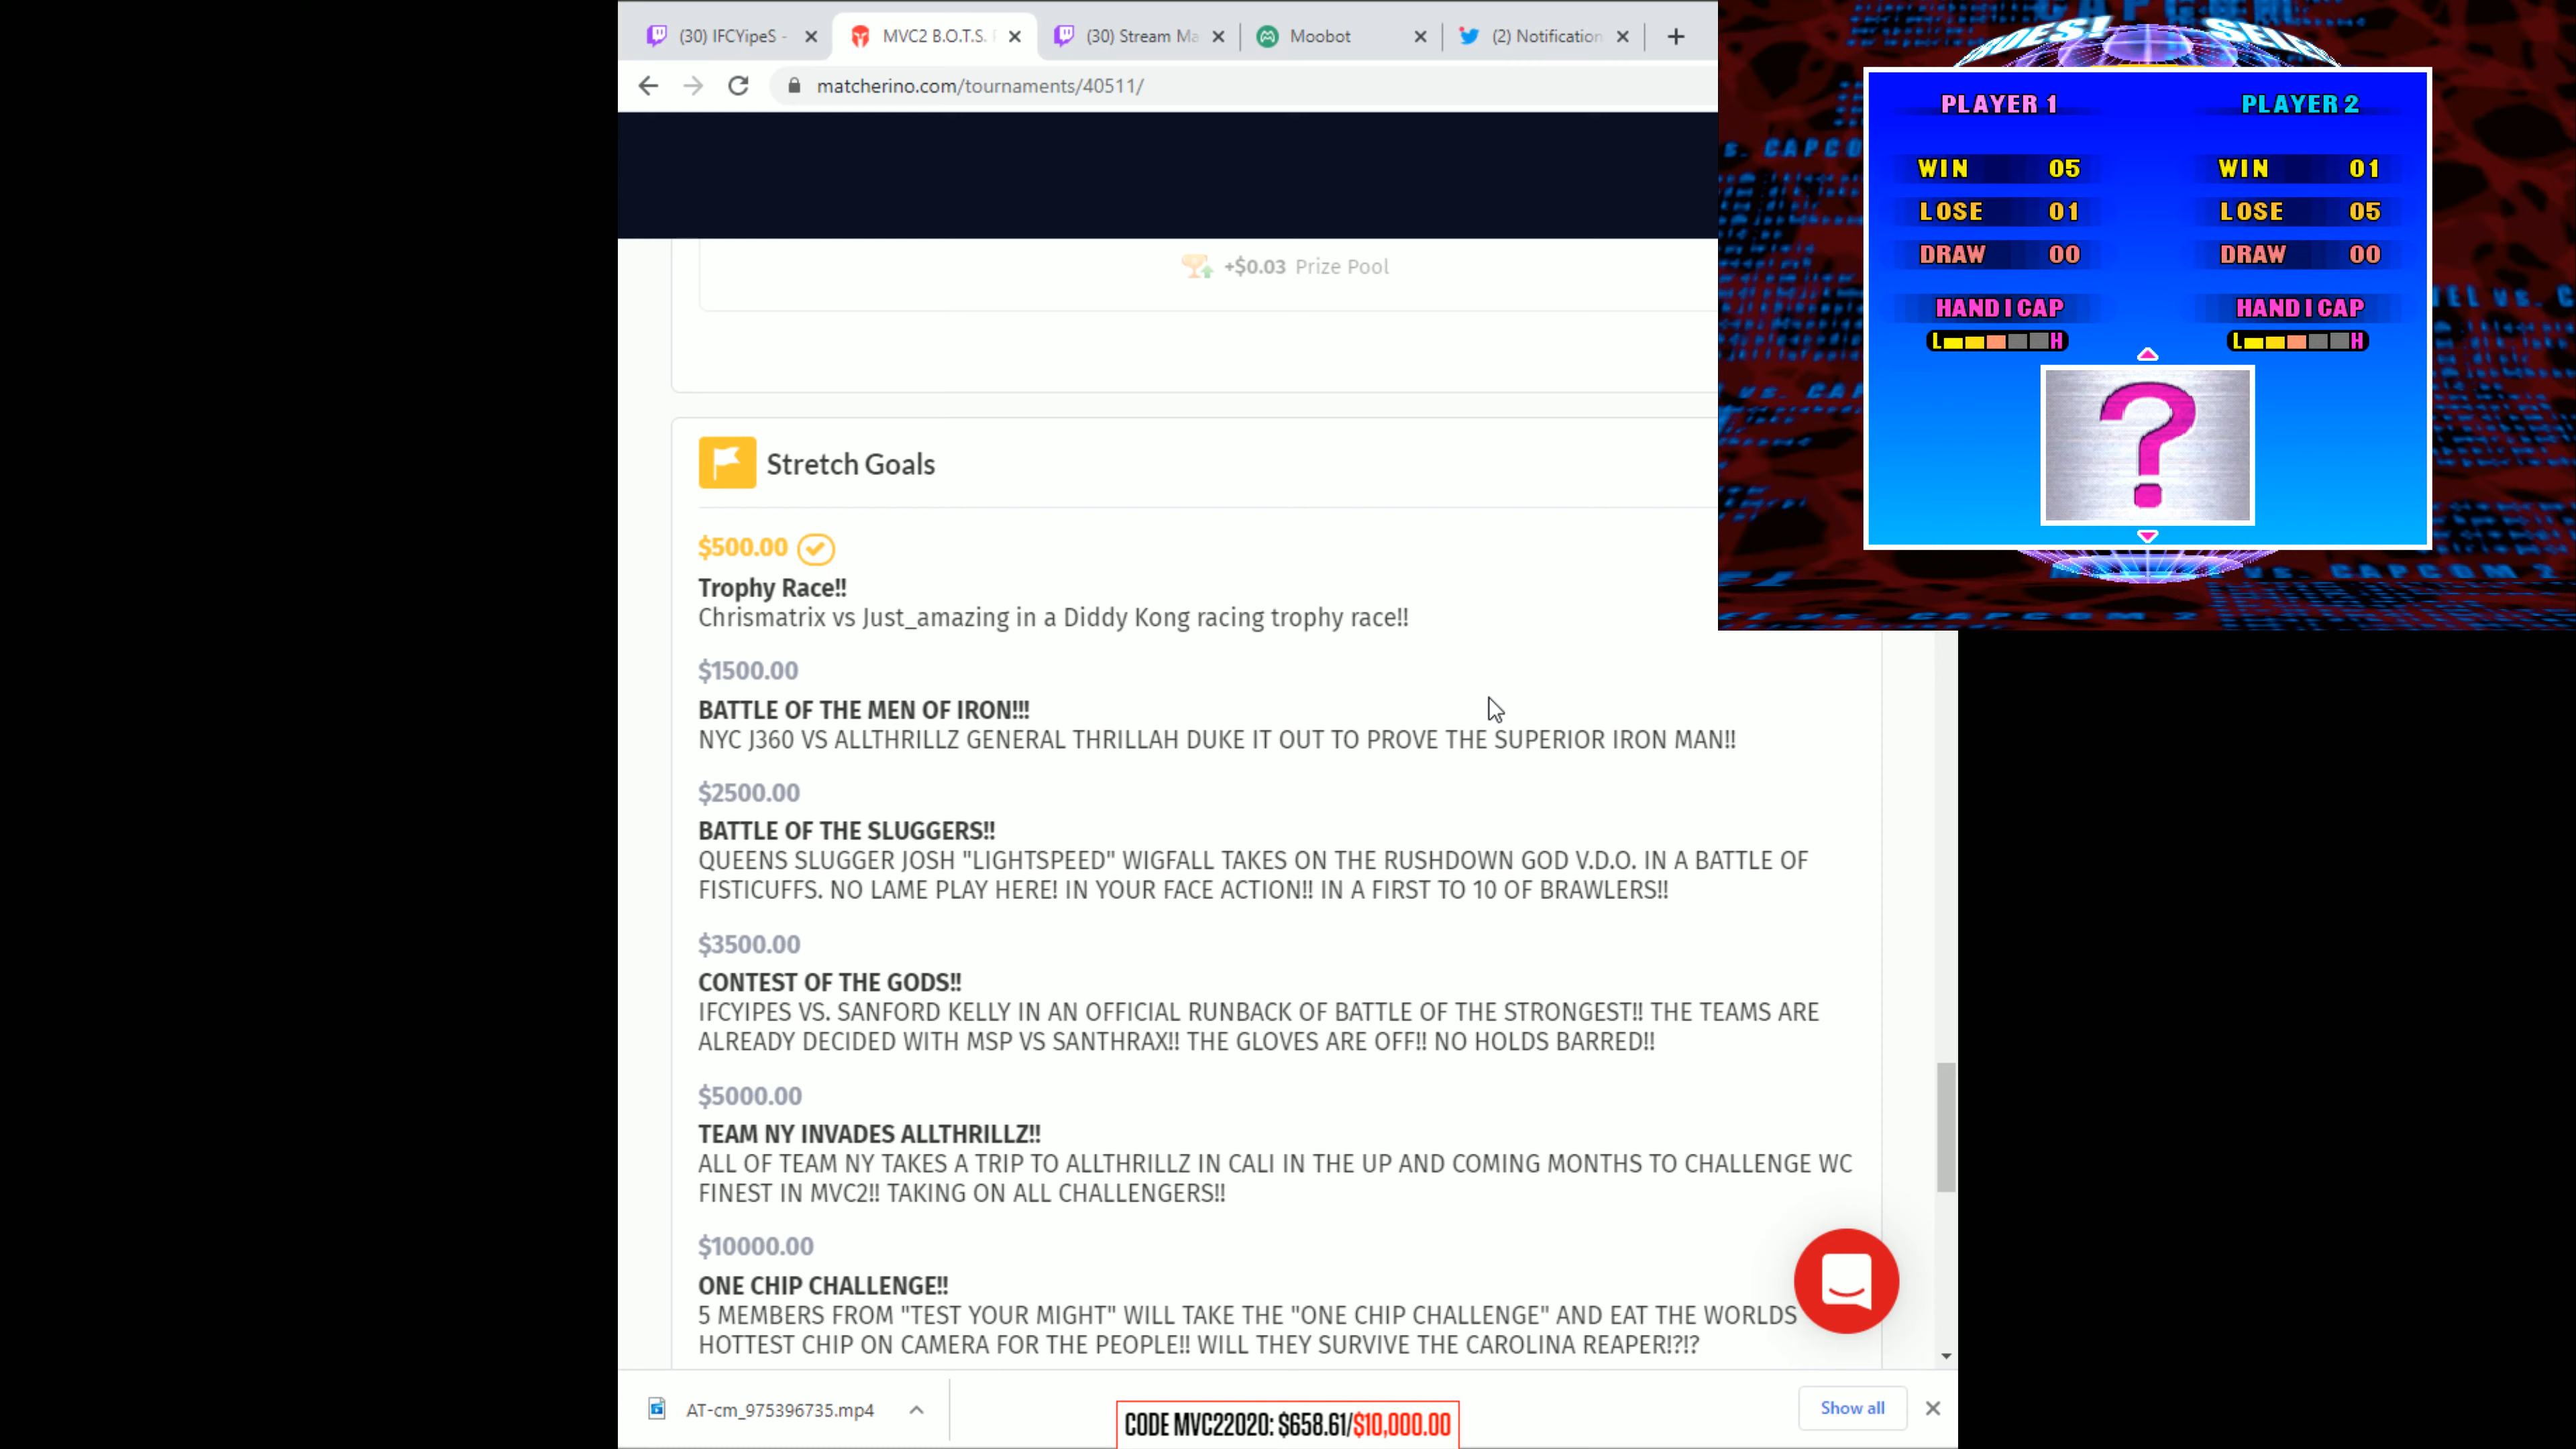 (30) IFCYipeS -
MVC2 B.O.T.S.
(30) Stream Ma
Moobot
(2) Notification
matcherino.com/tournaments/40511/
+$0.03 Prize Pool
Stretch Goals
$500.00
Trophy Race!!
Chrismatrix vs Just_amazing in a Diddy Kong racing trophy race!!
$1500.00
BATTLE OF THE MEN OF IRON!!!
NYC J360 VS ALLTHRILLZ GENERAL THRILLAH DUKE IT OUT TO PROVE THE SUPERIOR IRON MAN!!
$2500.00
BATTLE OF THE SLUGGERS!!
QUEENS SLUGGER JOSH "LIGHTSPEED" WIGFALL TAKES ON THE RUSHDOWN GOD V.D.O. IN A BATTLE OF
FISTICUFFS. NO LAME PLAY HERE! IN YOUR FACE ACTION!! IN A FIRST TO 10 OF BRAWLERS!!
$3500.00
CONTEST OF THE GODS!!
IFCYIPES VS. SANFORD KELLY IN AN OFFICIAL RUNBACK OF BATTLE OF THE STRONGEST!! THE TEAMS ARE
ALREADY DECIDED WITH MSP VS SANTHRAX!! THE GLOVES ARE OFF!! NO HOLDS BARRED!!
$5000.00
TEAM NY INVADES ALLTHRILLZ!!
ALL OF TEAM NY TAKES A TRIP TO ALLTHRILLZ IN CALI IN THE UP AND COMING MONTHS TO CHALLENGE WC
FINEST IN MVC2!! TAKING ON ALL CHALLENGERS!!
$10000.00
ONE CHIP CHALLENGE!!
5 MEMBERS FROM "TEST YOUR MIGHT" WILL TAKE THE "ONE CHIP CHALLENGE" AND EAT THE WORLDS
HOTTEST CHIP ON CAMERA FOR THE PEOPLE!! WILL THEY SURVIVE THE CAROLINA REAPER!?!?
AT-cm_975396735.mp4
Show all
CODE MVC22020: $658.61/$10,000.00
PLAYER 1 PLAYER 2
WIN 05 WIN 01
LOSE 01 LOSE 05
DRAW 00 DRAW 00
HANDICAP HANDICAP
L H L H
?